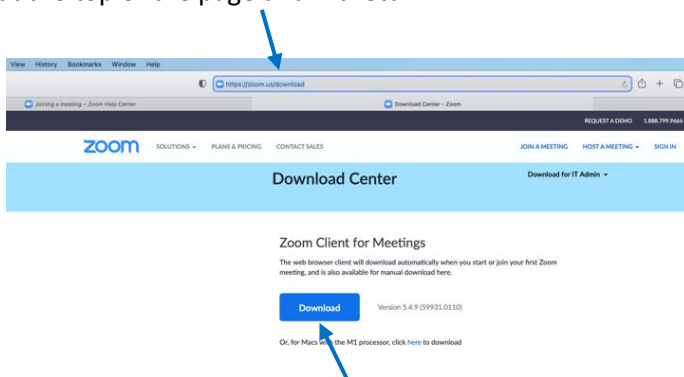 View History Bookmarks Window Help
https://zoom.us/download
Joining a meeting - Zoom Help Center Download Center - Zoom
REQUEST A DEMO 1.888.799.9666
zoom SOLUTIONS PLANS & PRICING CONTACT SALES JOIN A MEETING HOST A MEETING SIGN IN
Download Center Download for IT Admin
Zoom Client for Meetings
The web browser client will download automatically when you start or join your first Zoom
meeting, and is also available for manual download here.
Download Version 5.4.9 (59931.0110)
Or, for Macs with the M1 processor, click here to download